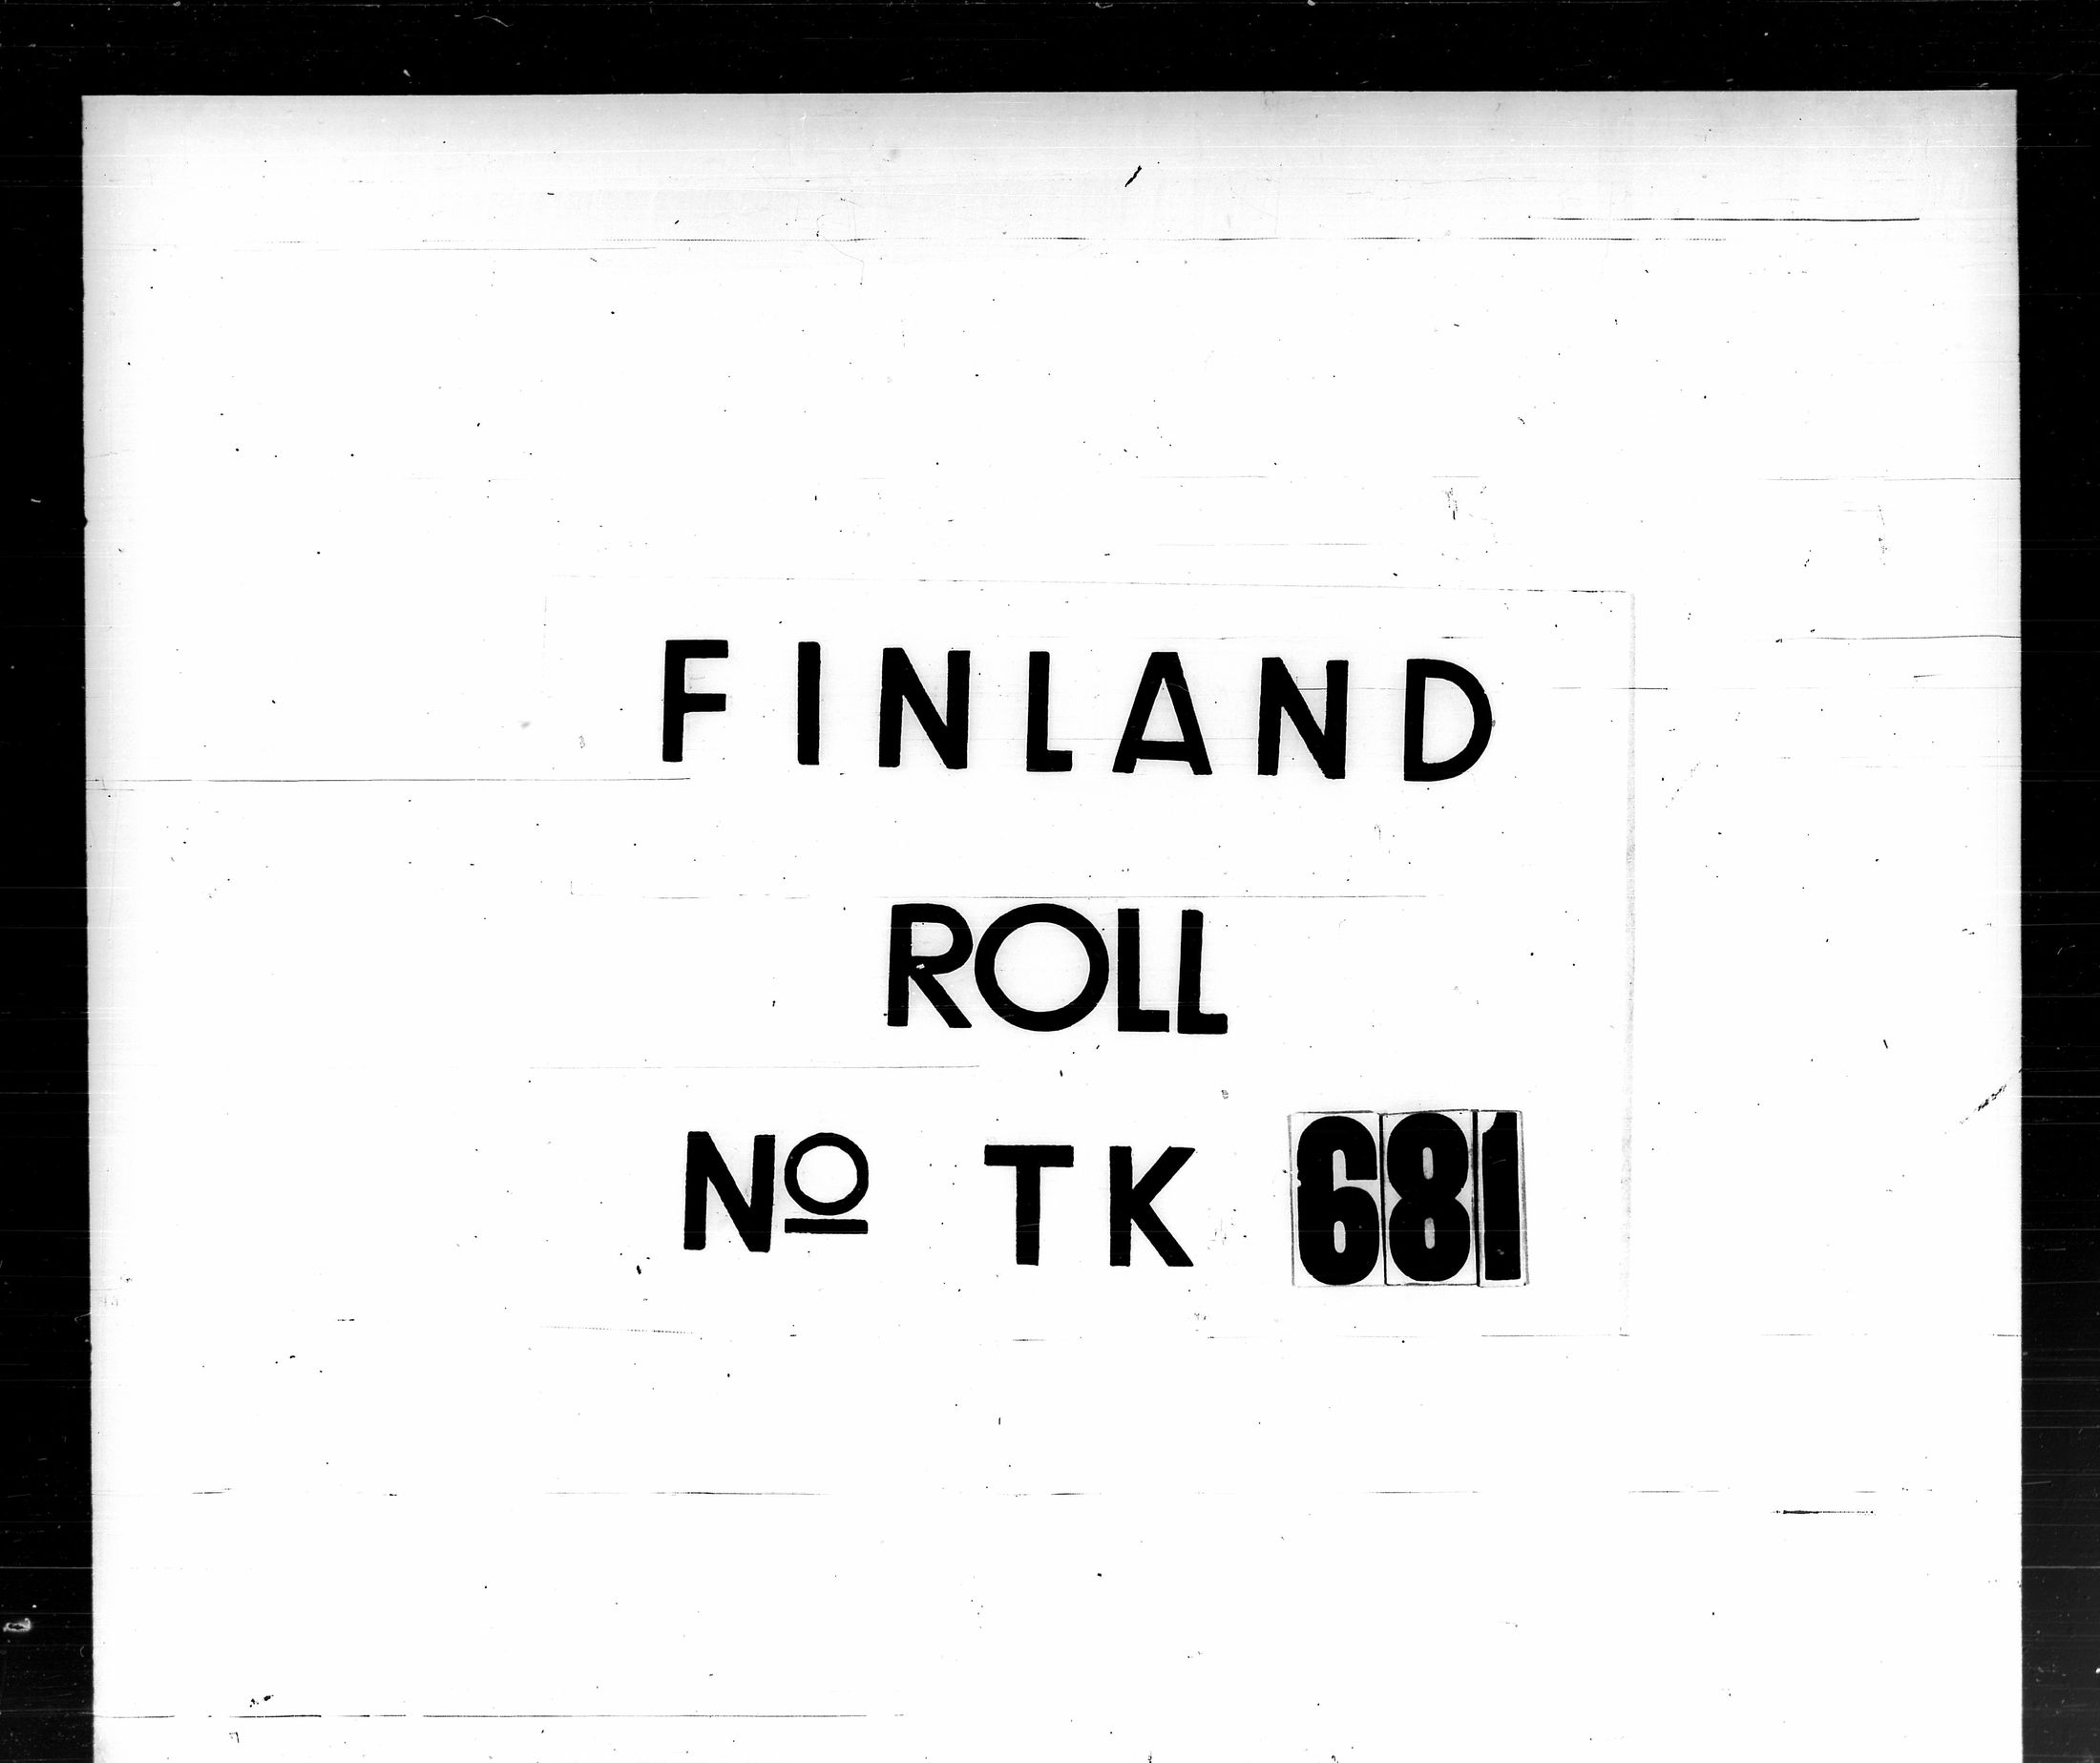 FINLAND
ROLL
Nº TK 681